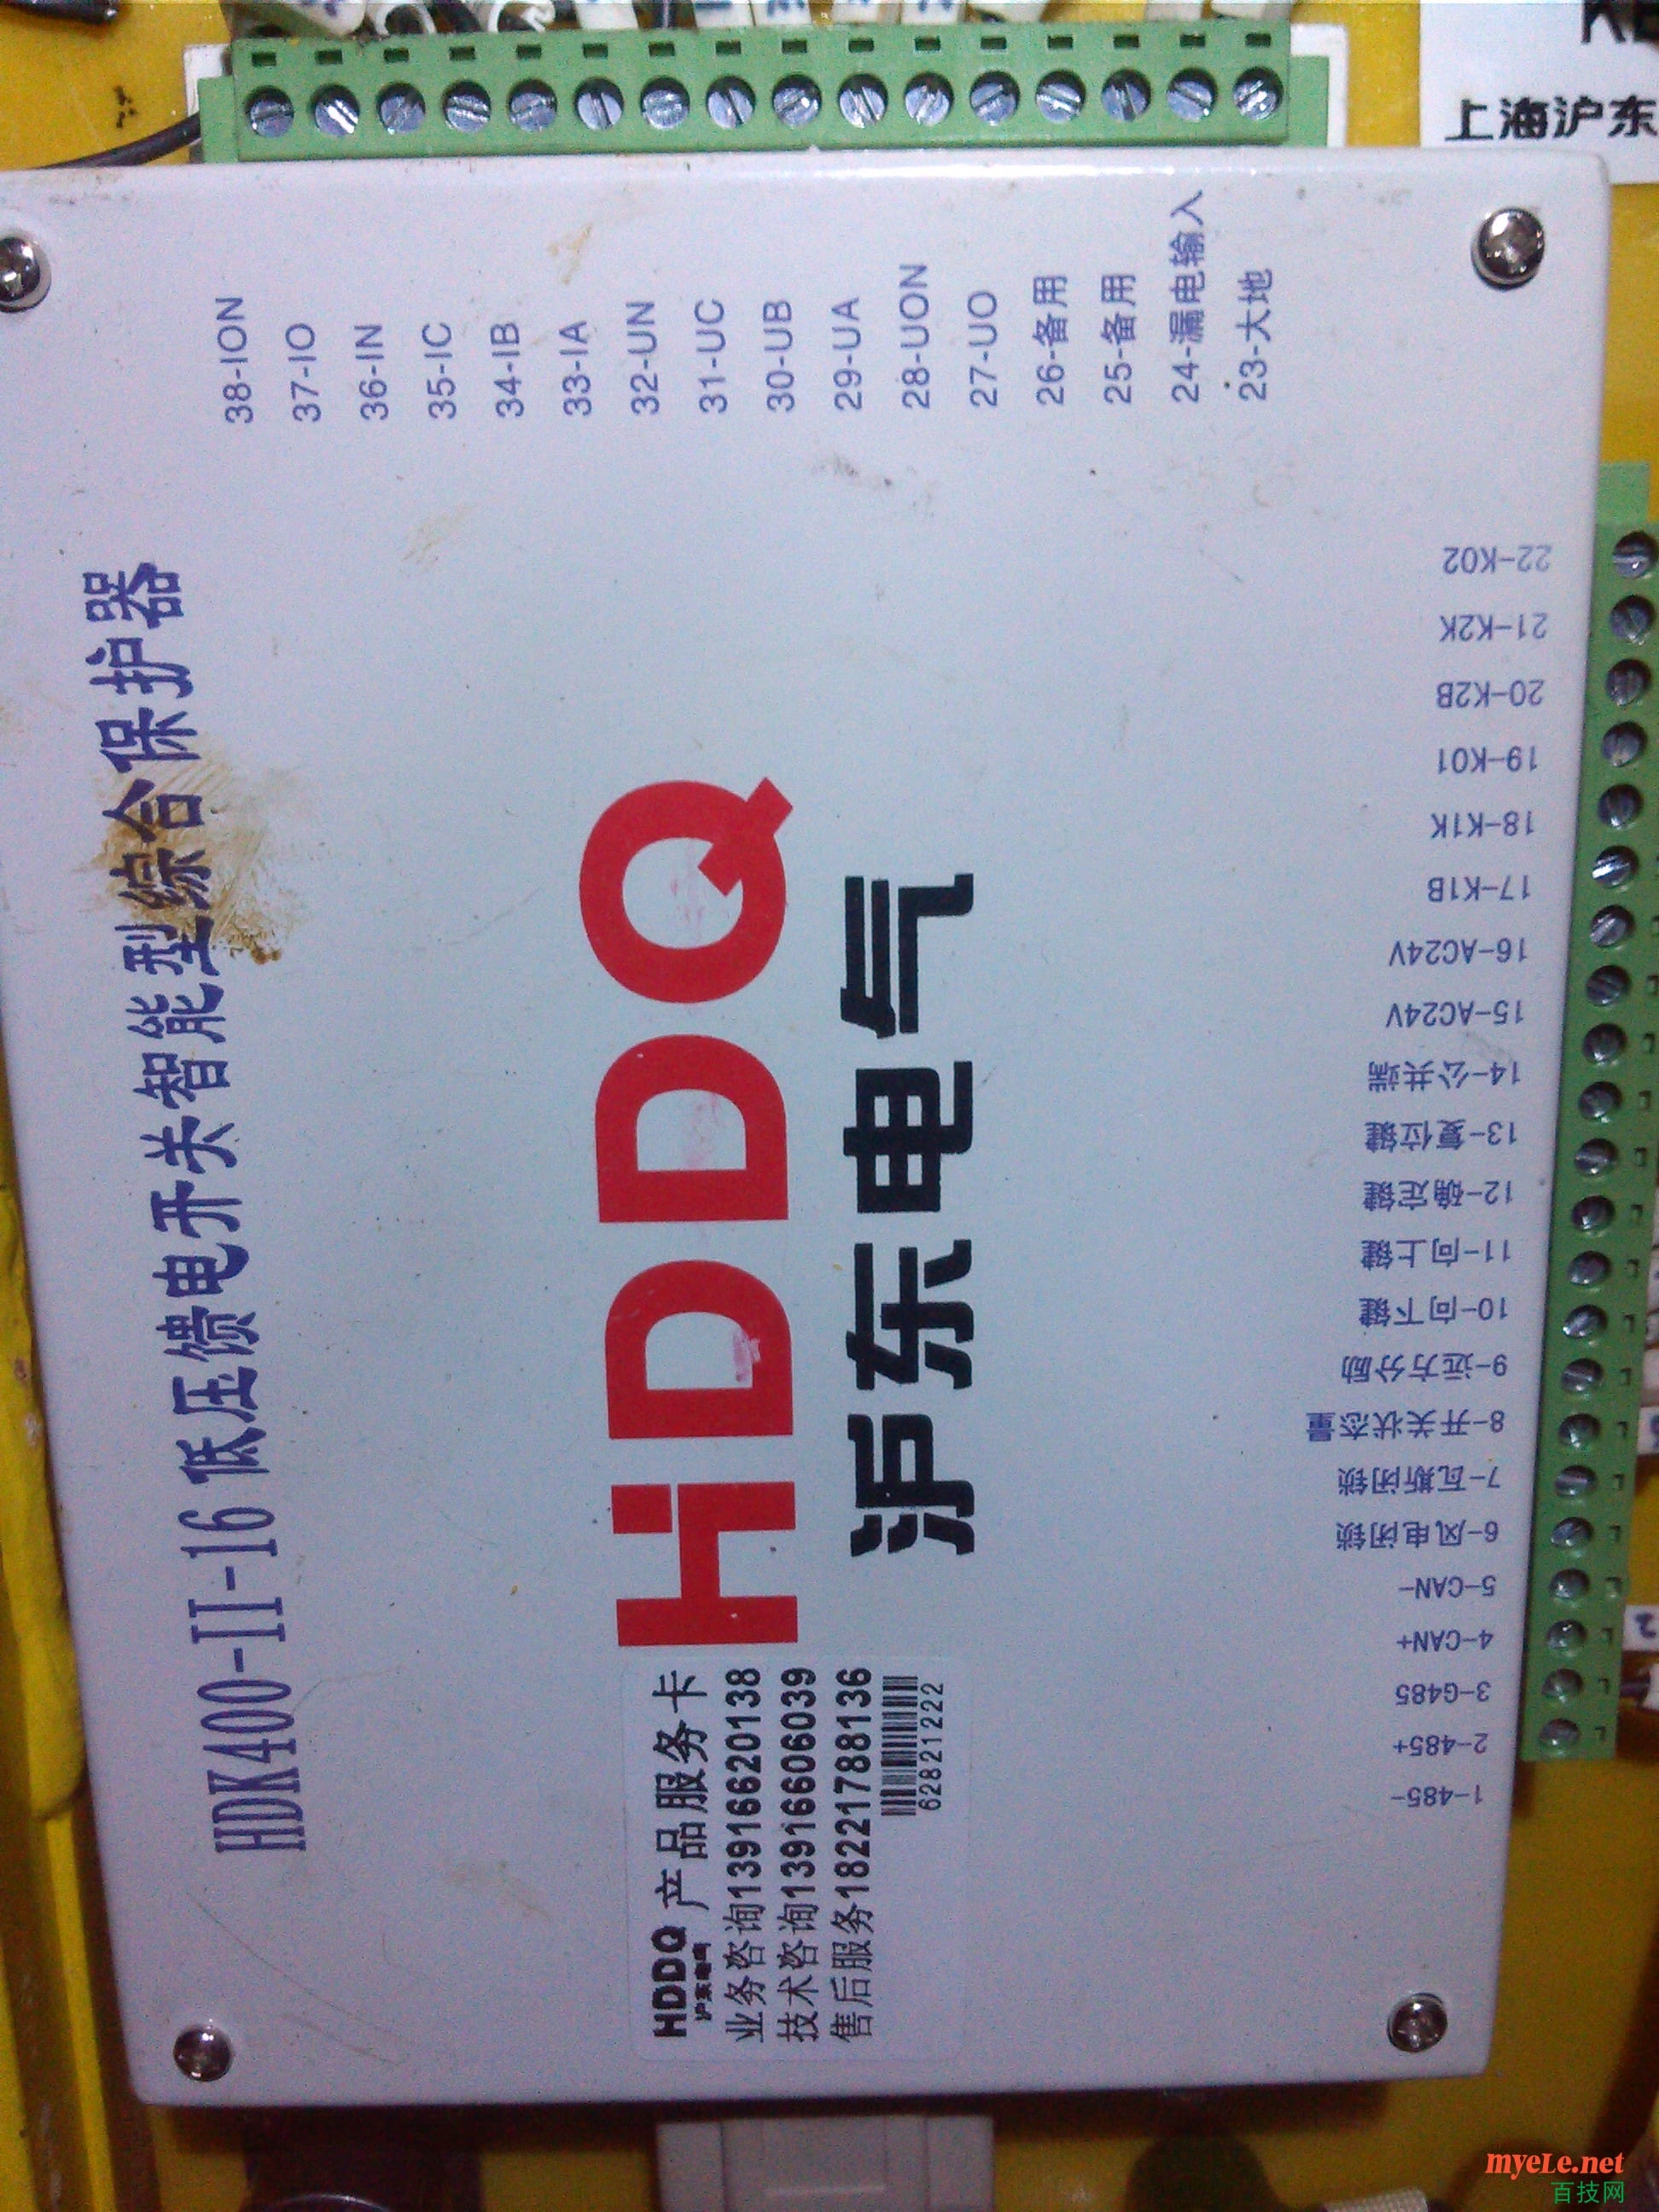 HDK400-II-16 低压馈电开关智能型综合保护器
HDDQ
沪东电气
HDDQ 产品服务卡
沪东电气
业务咨询13916620138
技术咨询13916606039
售后服务18221788136
62821222
38-ION
37-IO
36-IN
35-IC
34-IB
33-IA
32-UN
31-UC
30-UB
29-UA
28-UON
27-UO
26-备用
25-备用
24-漏电输入
23-大地
22-K02
21-K2K
20-K2B
19-K01
18-K1K
17-K1B
16-AC24V
15-AC24V
14-公共端
13-复位键
12-确定键
11-向上键
10-向下键
9-远方分励
8-开关状态量
7-瓦斯闭锁
6-风电闭锁
5-CAN-
4-CAN+
3-G485
2-485+
1-485-
上海沪东
myeLe.net
百技网